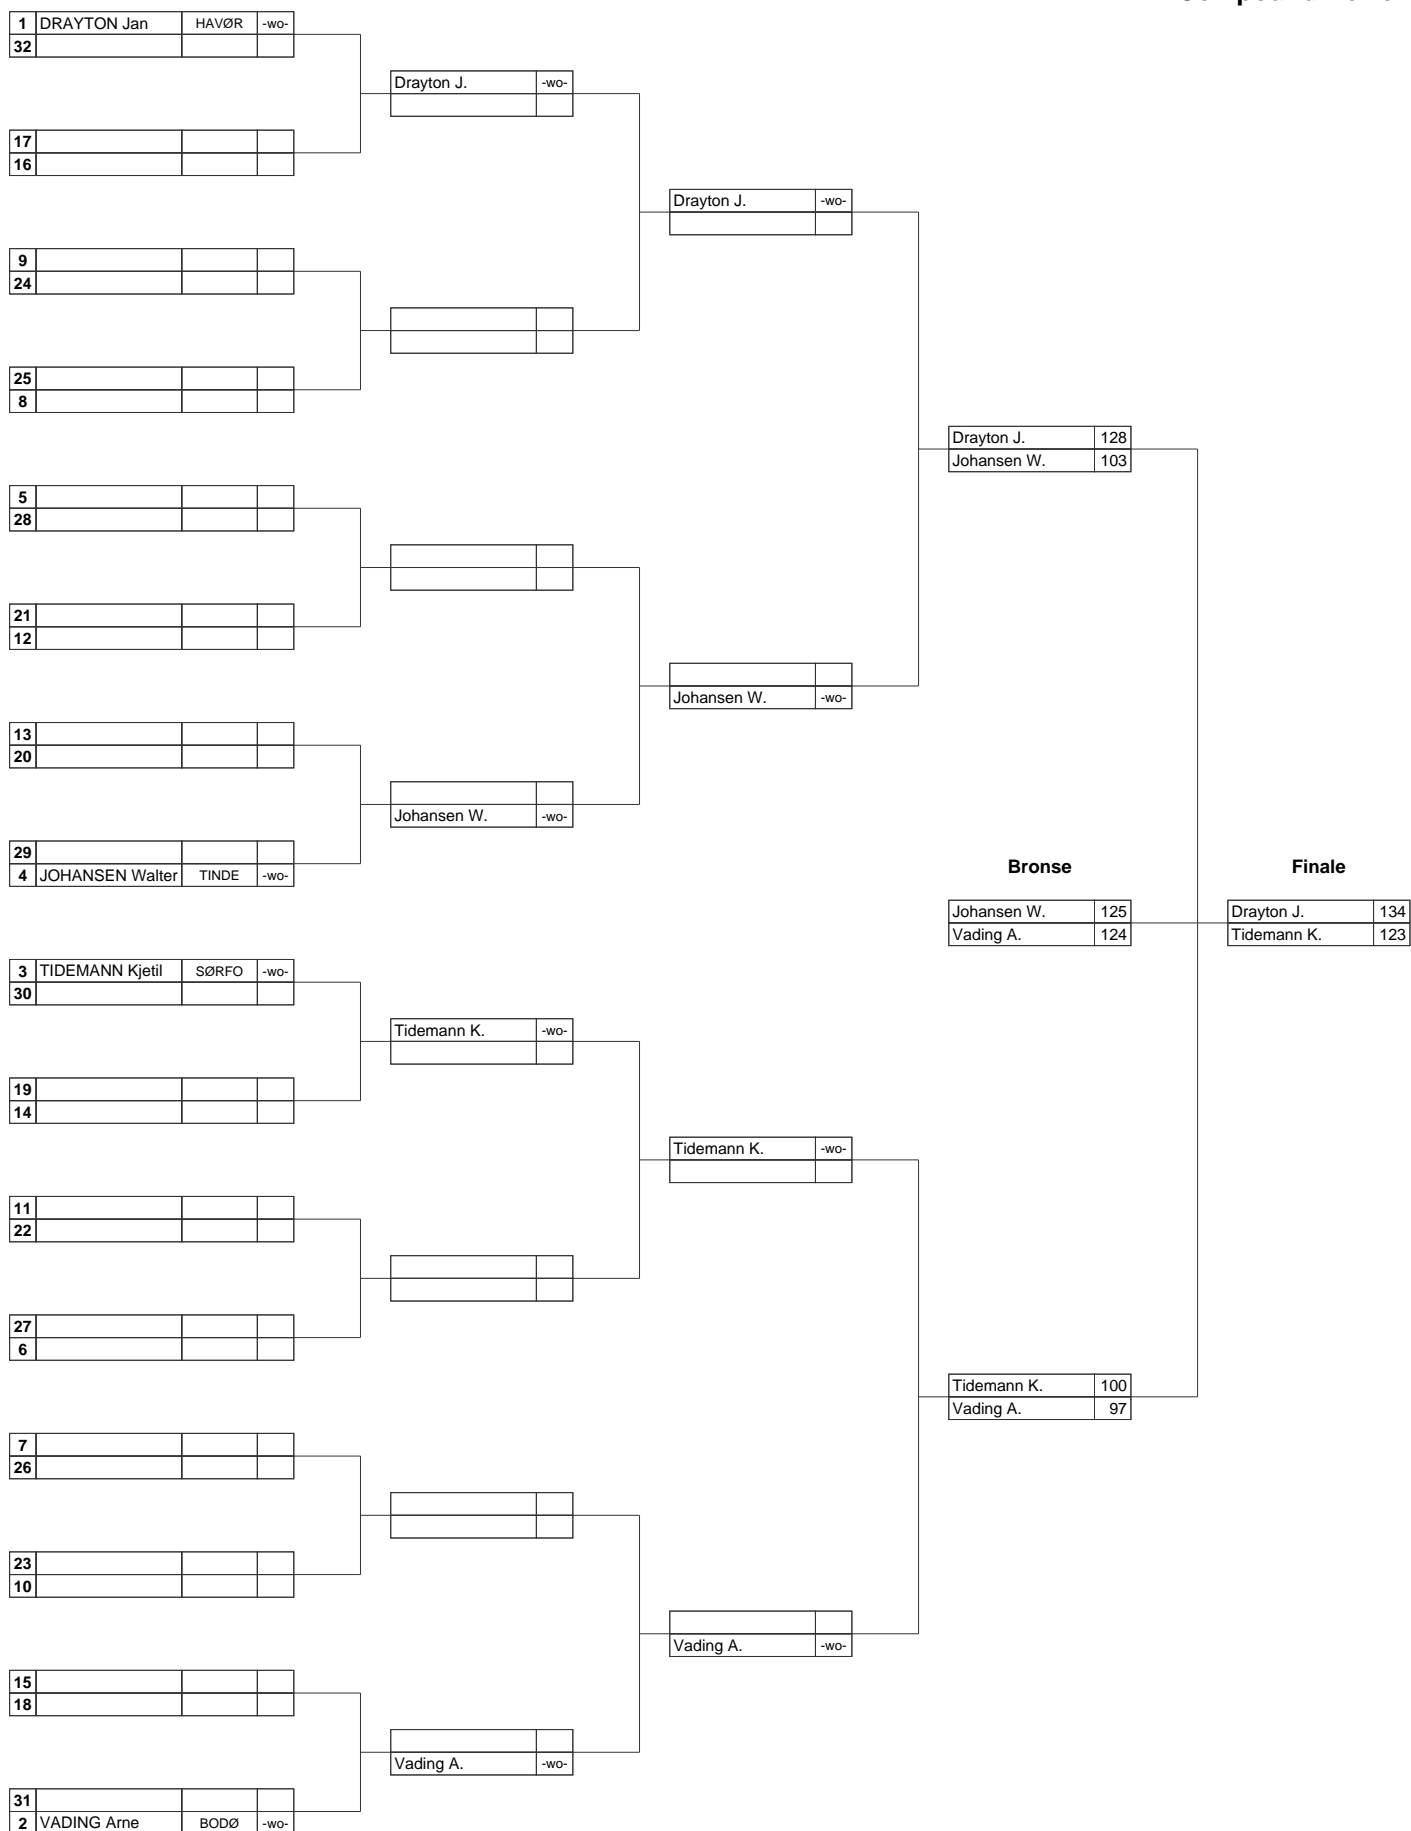 1 DRAYTON Jan HAVØR -wo-
32
Drayton J. -wo-
17
16
Drayton J. -wo-
9
24
25
8
Drayton J. 128
Johansen W. 103
5
28
21
12
Johansen W. -wo-
13
20
Johansen W. -wo-
29
4 JOHANSEN Walter TINDE -wo-
Bronse Finale
Johansen W. 125 Drayton J. 134
Vading A. 124 Tidemann K. 123
3 TIDEMANN Kjetil SØRFO -wo-
30
Tidemann K. -wo-
19
14
Tidemann K. -wo-
11
22
27
6
Tidemann K. 100
Vading A. 97
7
26
23
10
Vading A. -wo-
15
18
Vading A. -wo-
31
2 VADING Arne BODØ -wo-